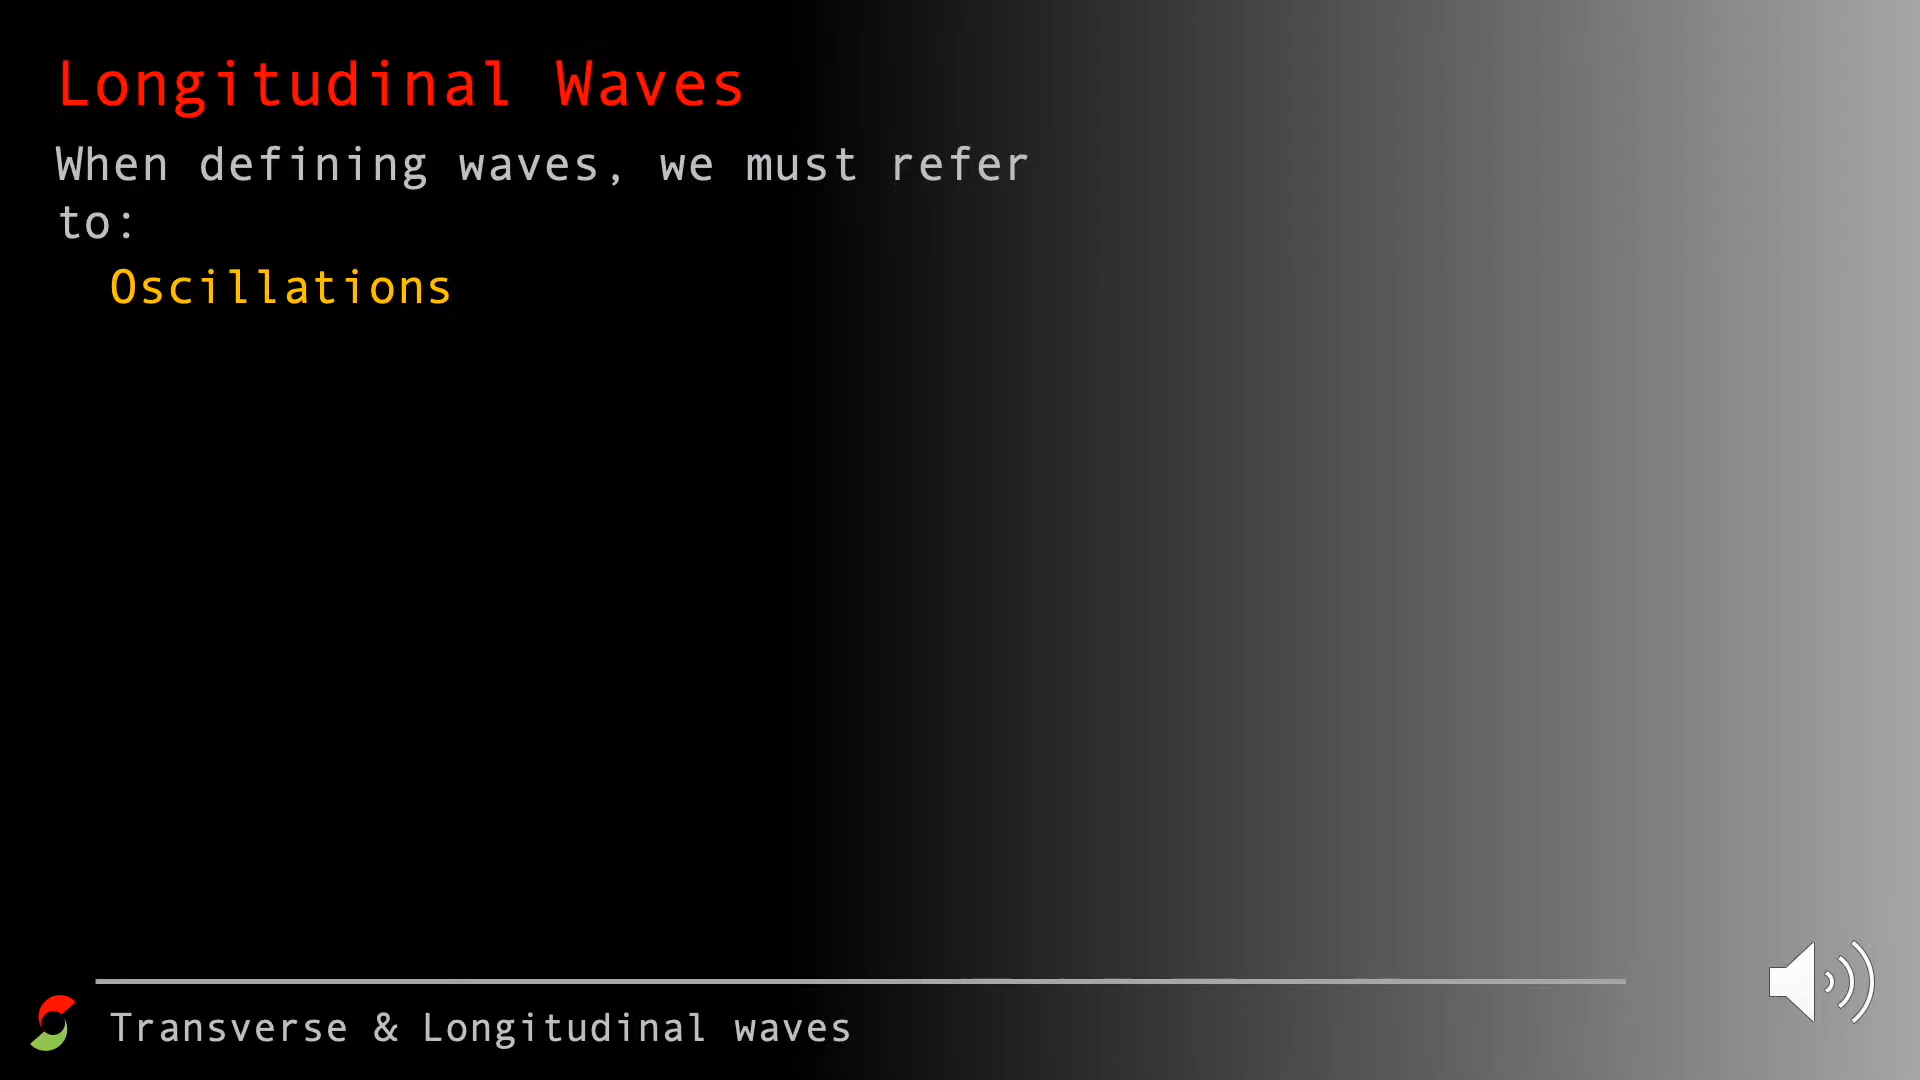 Longitudinal Waves
When defining waves, we must refer
to:
Oscillations
Transverse & Longitudinal waves